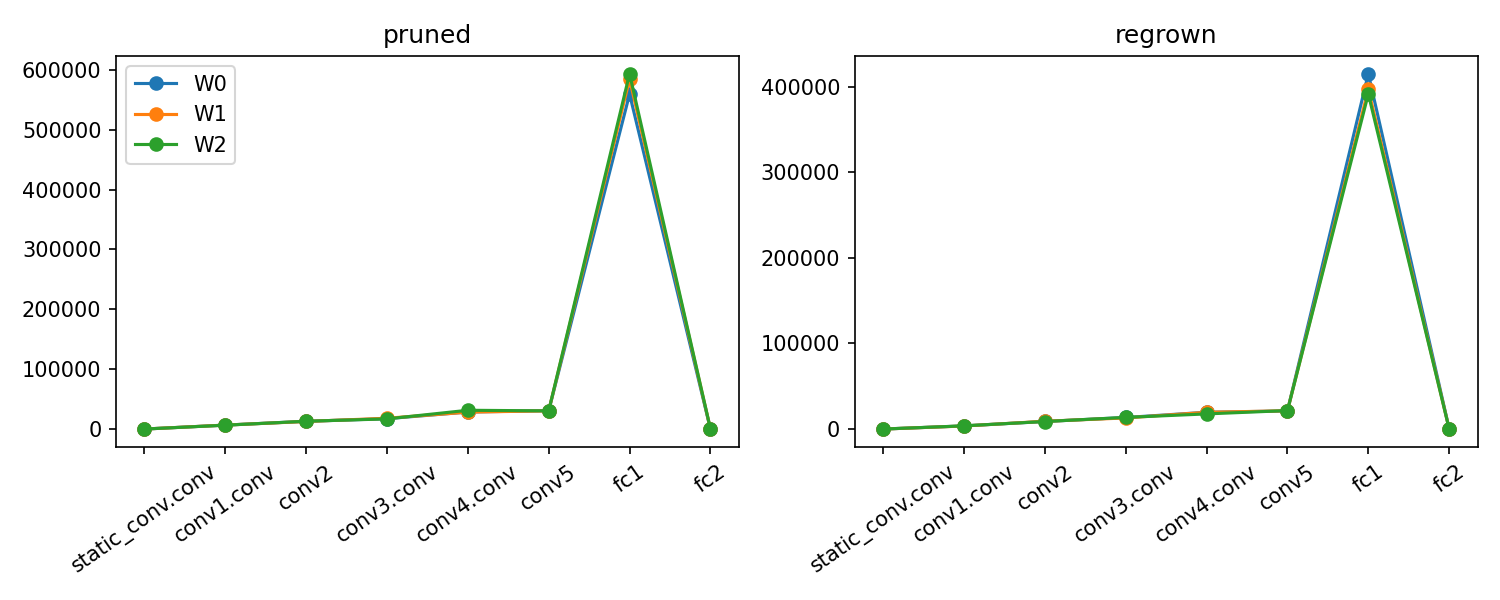 pruned
600000
500000
400000
300000
200000
100000
0
W0
W1
W2
static_conv.conv
conv1.conv
conv2
conv3.conv
conv4.conv
conv5
fc1
fc2
regrown
400000
300000
200000
100000
0
static_conv.conv
conv1.conv
conv2
conv3.conv
conv4.conv
conv5
fc1
fc2